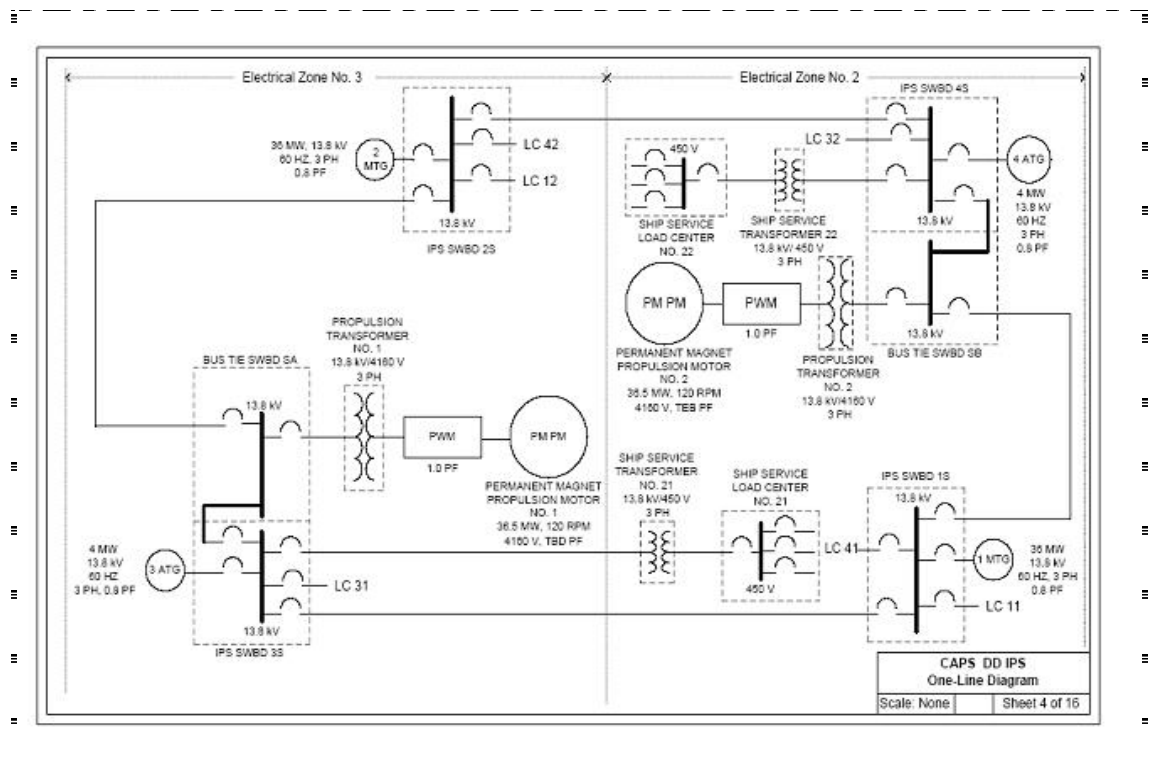 Electrical Zone No. 3
Electrical Zone No. 2
IPS SWBD 4S
36 MW, 13.8 kV
60 HZ, 3 PH
0.8 PF
2
MTG
LC 42
LC 12
13.8 kV
IPS SWBD 2S
LC 32
450 V
4 ATG
4 MW
13.8 kV
60 HZ
3 PH
0.8 PF
SHIP SERVICE
LOAD CENTER
NO. 22
SHIP SERVICE
TRANSFORMER 22
13.8 kV/ 450 V
3 PH
13.8 kV
PM PM
PWM
1.0 PF
13.8 kV
BUS TIE SWBD SB
PERMANENT MAGNET
PROPULSION MOTOR
NO. 2
36.5 MW, 120 RPM
4160 V, TEB PF
PROPULSION
TRANSFORMER
NO. 2
13.8 kV/4160 V
3 PH
PROPULSION
TRANSFORMER
NO. 1
13.8 kV/4160 V
3 PH
BUS TIE SWBD SA
13.8 kV
PWM
1.0 PF
PM PM
PERMANENT MAGNET
PROPULSION MOTOR
NO. 1
36.5 MW, 120 RPM
4160 V, TBD PF
SHIP SERVICE
TRANSFORMER
NO. 21
13.8 kV/450 V
3 PH
SHIP SERVICE
LOAD CENTER
NO. 21
450 V
IPS SWBD 1S
13.8 kV
LC 41
1 MTG
36 MW
13.8 kV
60 HZ, 3 PH
0.8 PF
LC 11
4 MW
13.8 kV
60 HZ
3 PH, 0.8 PF
3 ATG
LC 31
13.8 kV
IPS SWBD 3S
CAPS DD IPS
One-Line Diagram
Scale: None
Sheet 4 of 16